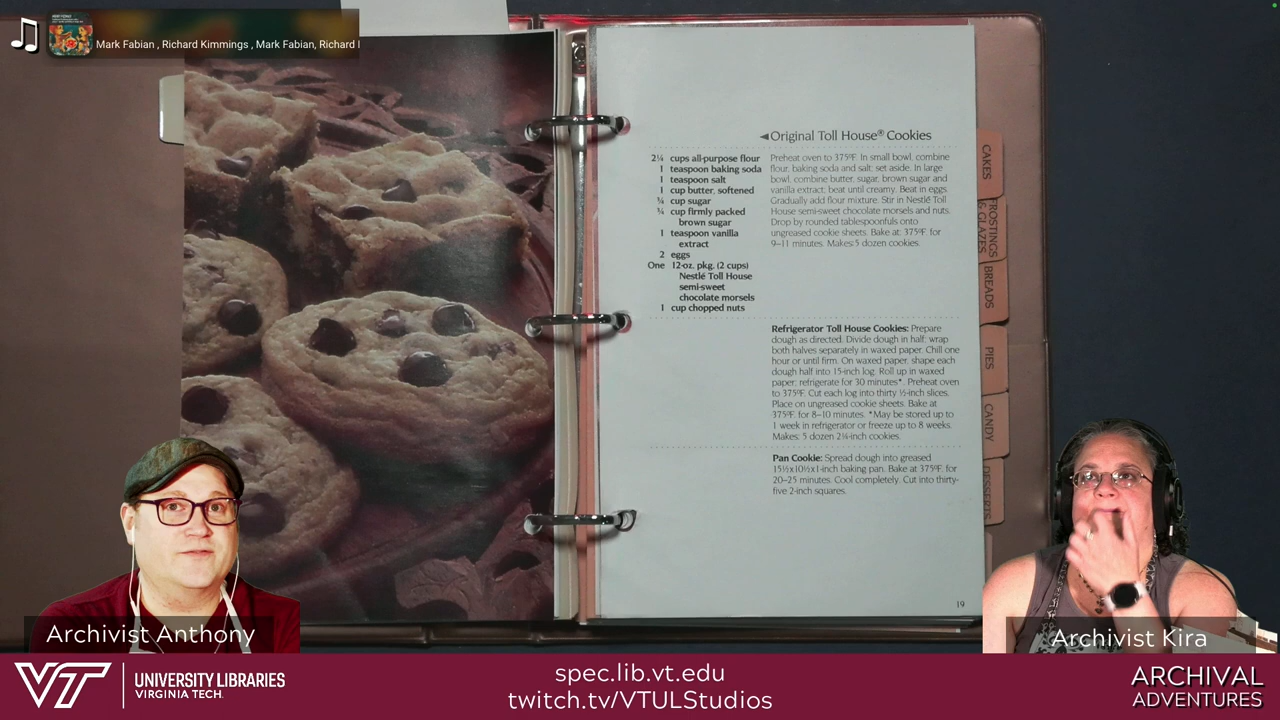 Mark Fabian , Richard Kimmings , Mark Fabian, Richard
◄Original Toll House® Cookies
2¼ cups all-purpose flour
1 teaspoon baking soda
1 teaspoon salt
1 cup butter, softened
¾ cup sugar
¾ cup firmly packed
brown sugar
1 teaspoon vanilla
extract
2 eggs
One 12-oz. pkg. (2 cups)
Nestlé Toll House
semi-sweet
chocolate morsels
1 cup chopped nuts
Preheat oven to 375°F. In small bowl, combine
flour, baking soda and salt; set aside. In large
bowl, combine butter, sugar, brown sugar and
vanilla extract; beat until creamy. Beat in eggs.
Gradually add flour mixture. Stir in Nestlé Toll
House semi-sweet chocolate morsels and nuts.
Drop by rounded tablespoonfuls onto
ungreased cookie sheets. Bake at: 375°F. for
9–11 minutes. Makes: 5 dozen cookies.
Refrigerator Toll House Cookies: Prepare
dough as directed. Divide dough in half; wrap
both halves separately in waxed paper. Chill one
hour or until firm. On waxed paper, shape each
dough half into 15-inch log. Roll up in waxed
paper; refrigerate for 30 minutes*. Preheat oven
to 375°F. Cut each log into thirty ½-inch slices.
Place on ungreased cookie sheets. Bake at
375°F. for 8–10 minutes. *May be stored up to
1 week in refrigerator or freeze up to 8 weeks.
Makes: 5 dozen 2¼-inch cookies.
Pan Cookie: Spread dough into greased
15½x10½x1-inch baking pan. Bake at 375°F. for
20–25 minutes. Cool completely. Cut into thirty-
five 2-inch squares.
19
CAKES
FROSTINGS
& GLAZES
BREADS
PIES
CANDY
DESSERTS
Archivist Anthony
Archivist Kira
VT
UNIVERSITY LIBRARIES
VIRGINIA TECH
spec.lib.vt.edu
twitch.tv/VTULStudios
ARCHIVAL
ADVENTURES